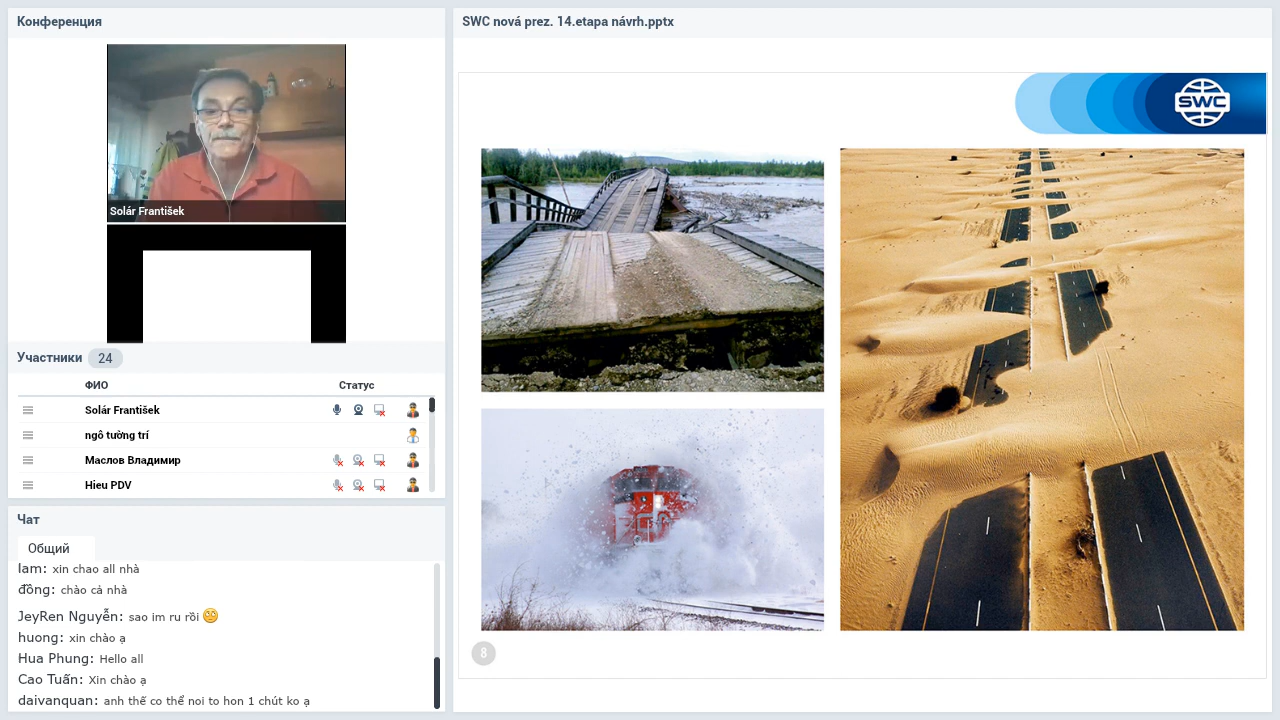 Конференция
Solár František
Участники 24
ФИО Статус
Solár František
ngô tường trí
Маслов Владимир
Hieu PDV
Чат
Общий
lam: xin chao all nhà
đồng: chào cả nhà
JeyRen Nguyễn: sao im ru rồi
huong: xin chào ạ
Hua Phung: Hello all
Cao Tuấn: Xin chào ạ
daivanquan: anh thế co thể noi to hon 1 chút ko ạ
SWC nová prez. 14.etapa návrh.pptx
SWC
8